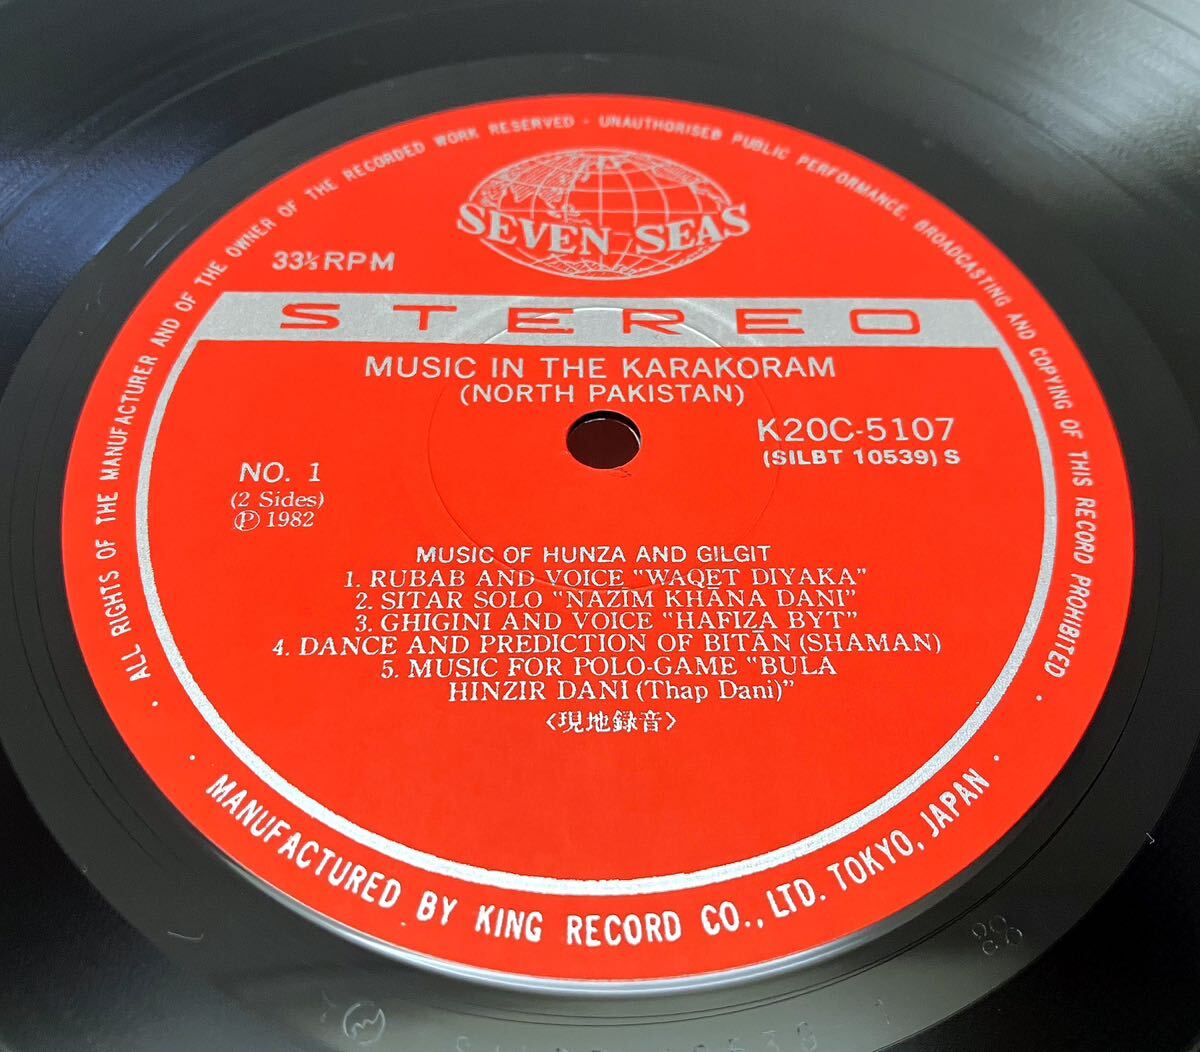 ALL RIGHTS OF THE MANUFACTURER AND OF THE OWNER OF THE RECORDED WORK RESERVED · UNAUTHORISED PUBLIC PERFORMANCE, BROADCASTING AND COPYING OF THIS RECORD PROHIBITED
SEVEN SEAS
33⅓RPM
STEREO
MUSIC IN THE KARAKORAM
(NORTH PAKISTAN)
K20C-5107
(SILBT 10539) S
NO. 1
(2 Sides)
Ⓟ 1982
MUSIC OF HUNZA AND GILGIT
1. RUBAB AND VOICE "WAQET DIYAKA"
2. SITAR SOLO "NAZĪM KHĀNA DANI"
3. GHIGINI AND VOICE "HAFIZA BYT"
4. DANCE AND PREDICTION OF BITĀN (SHAMAN)
5. MUSIC FOR POLO-GAME "BULA
HINZIR DANI (Thap Dani)"
〈現地録音〉
· MANUFACTURED BY KING RECORD CO., LTD. TOKYO, JAPAN ·